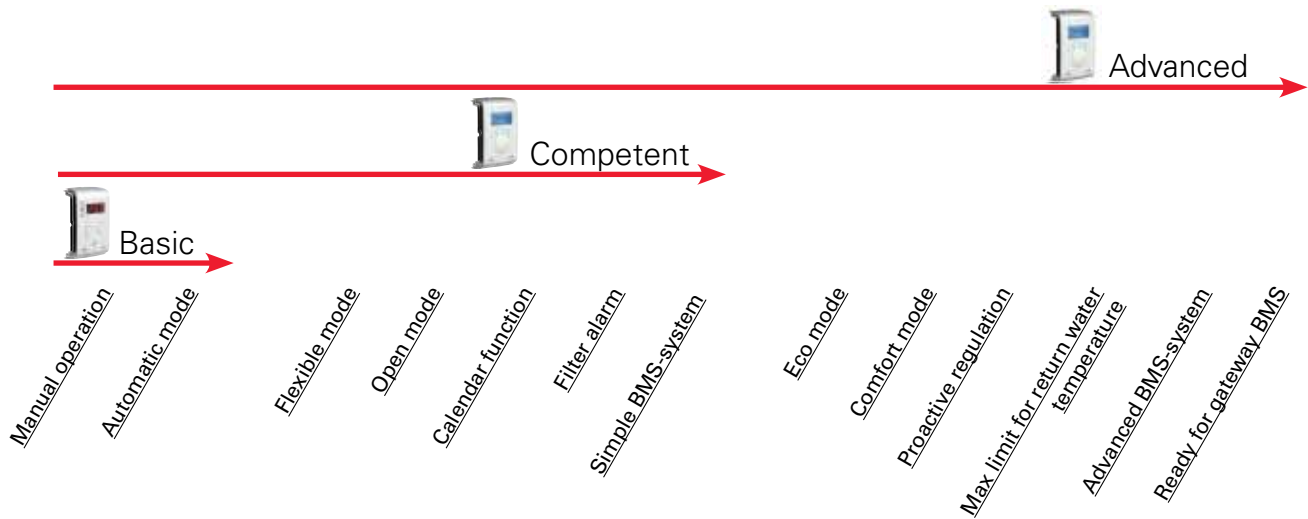 Advanced
Competent
Basic
Manual operation
Automatic mode
Flexible mode
Open mode
Calendar function
Filter alarm
Simple BMS-system
Eco mode
Comfort mode
Proactive regulation
Max limit for return water
temperature
Advanced BMS-system
Ready for gateway BMS